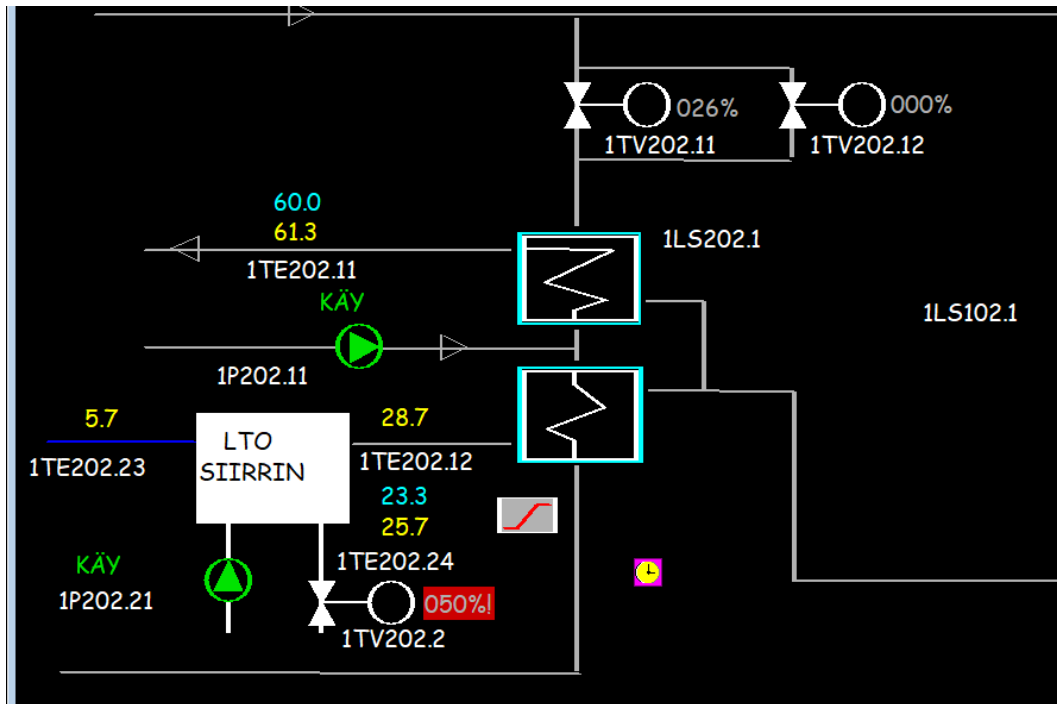 026%
000%
1TV202.11
1TV202.12
60.0
61.3
1TE202.11
1LS202.1
KÄY
1LS102.1
1P202.11
5.7
28.7
LTO
SIIRRIN
1TE202.23
1TE202.12
23.3
25.7
1TE202.24
KÄY
1P202.21
050%!
1TV202.2